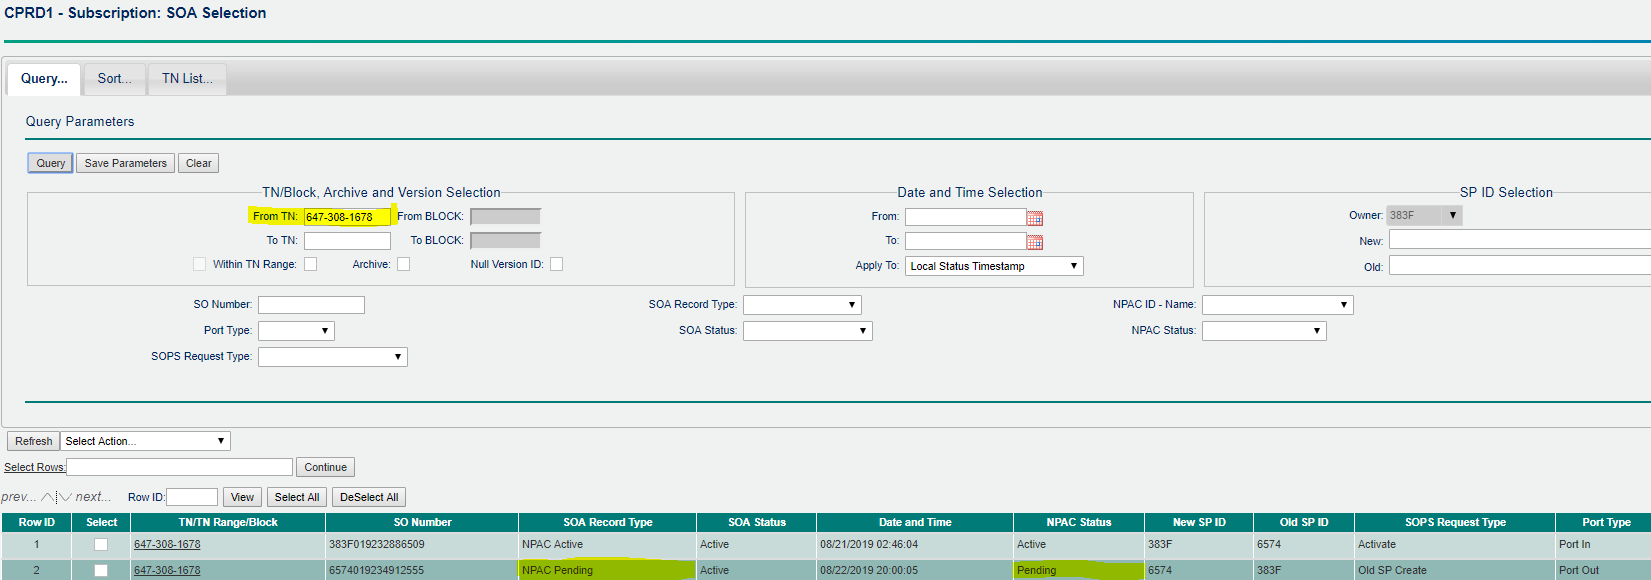 CPRD1 - Subscription: SOA Selection
Query... Sort... TN List...
Query Parameters
Query Save Parameters Clear
TN/Block, Archive and Version Selection Date and Time Selection SP ID Selection
From TN: 647-308-1678 From BLOCK: From: Owner: 383F
To TN: To BLOCK: To: New:
Within TN Range: Archive: Null Version ID: Apply To: Local Status Timestamp Old:
SO Number: SOA Record Type: NPAC ID - Name:
Port Type: SOA Status: NPAC Status:
SOPS Request Type:
Refresh Select Action...
Select Rows: Continue
prev... next... Row ID: View Select All DeSelect All
Row ID Select TN/TN Range/Block SO Number SOA Record Type SOA Status Date and Time NPAC Status New SP ID Old SP ID SOPS Request Type Port Type
1 647-308-1678 383F019232886509 NPAC Active Active 08/21/2019 02:46:04 Active 383F 6574 Activate Port In
2 647-308-1678 6574019234912555 NPAC Pending Active 08/22/2019 20:00:05 Pending 6574 383F Old SP Create Port Out